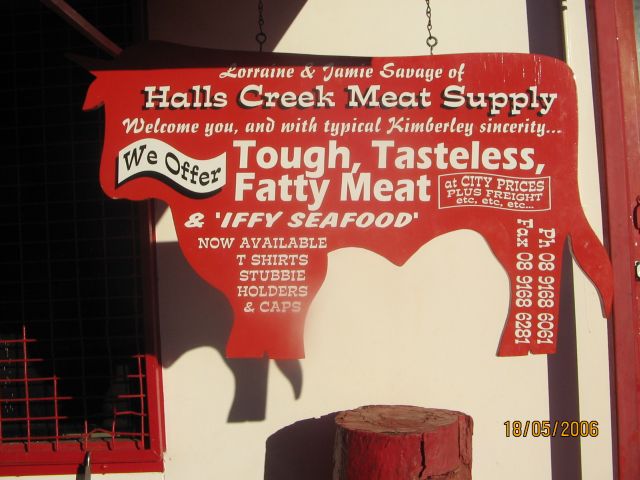 Lorraine & Jamie Savage of
Halls Creek Meat Supply
Welcome you, and with typical Kimberley sincerity...
We Offer
Tough, Tasteless,
Fatty Meat
at CITY PRICES
PLUS FREIGHT
etc, etc, etc...
& 'IFFY SEAFOOD'
NOW AVAILABLE
T SHIRTS
STUBBIE
HOLDERS
& CAPS
Ph 08 9168 6061
Fax 08 9168 6281
18/05/2006